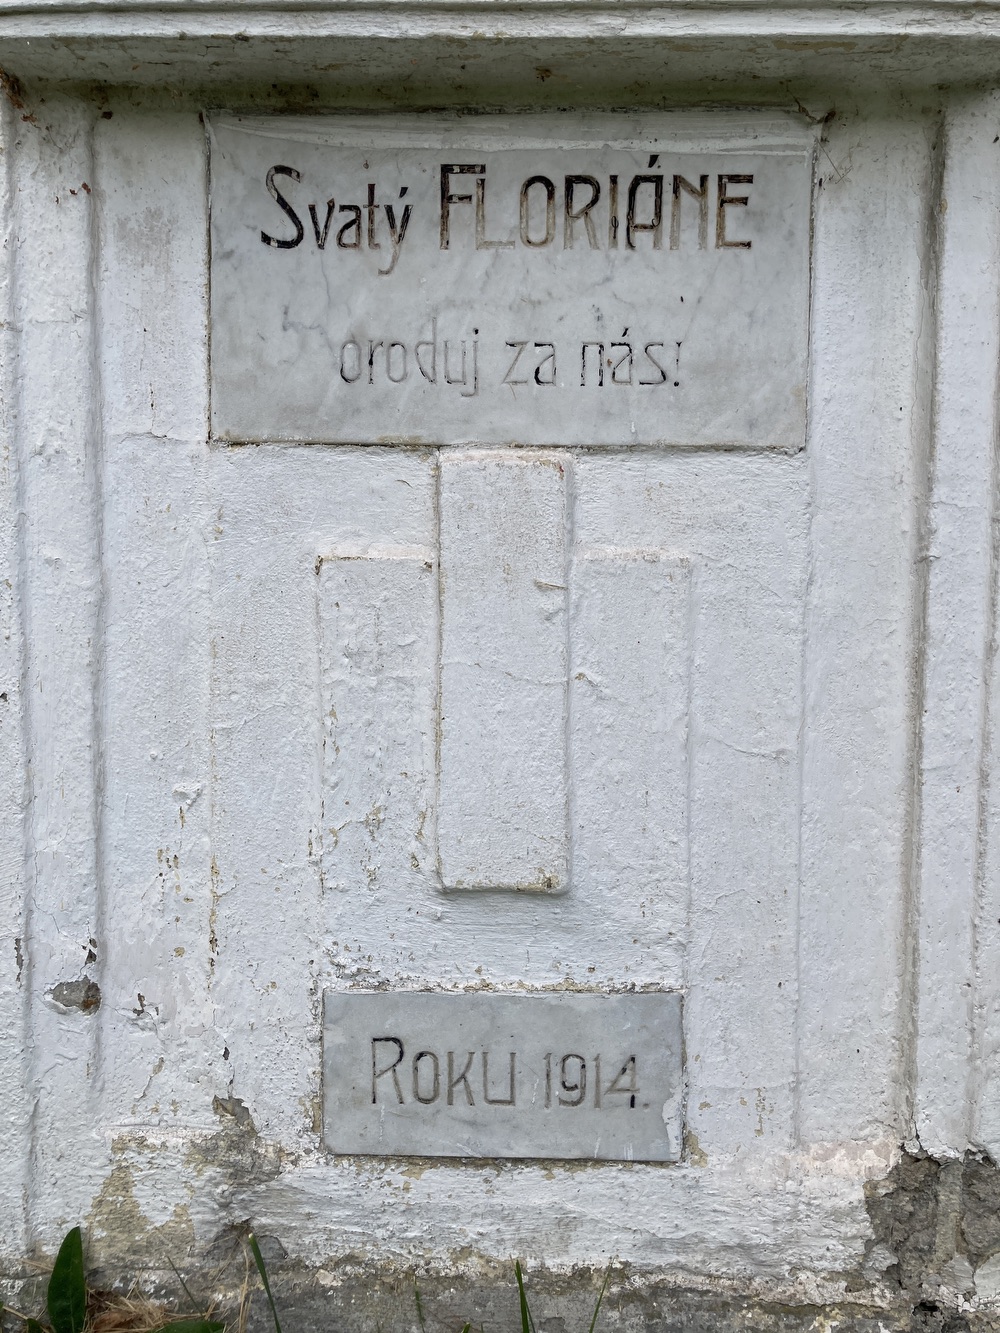 Svatý FLORIÁNE
oroduj za nás!
ROKU 1914.